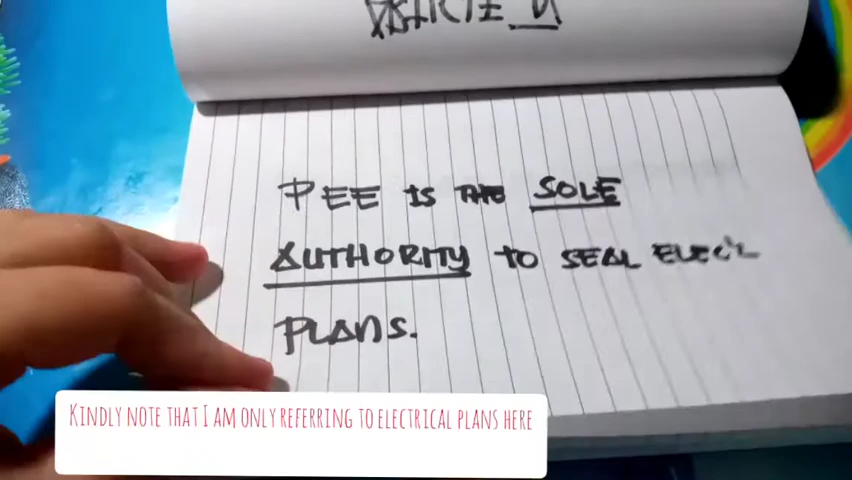 PEE IS THE SOLE
AUTHORITY TO SEAL ELEC'L
PLANS.
KINDLY NOTE THAT I AM ONLY REFERRING TO ELECTRICAL PLANS HERE